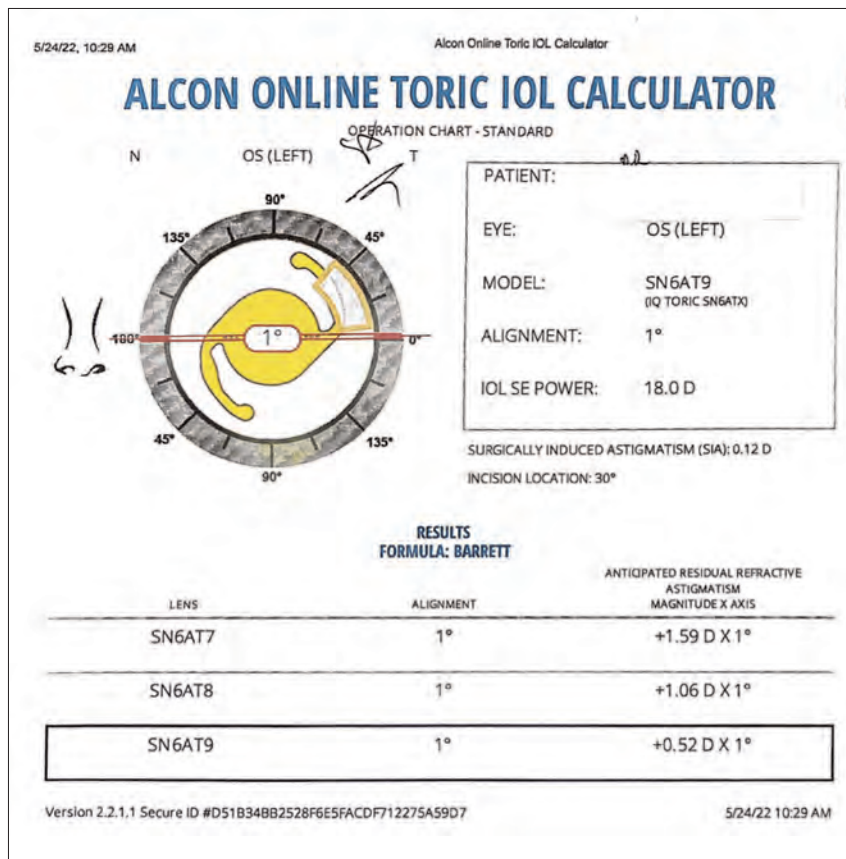 5/24/22, 10:29 AM Alcon Online Toric IOL Calculator
ALCON ONLINE TORIC IOL CALCULATOR
OPERATION CHART - STANDARD
N OS (LEFT) T
90°
135° 45°
180° 1° 0°
45° 135°
90°
PATIENT:
EYE: OS (LEFT)
MODEL: SN6AT9
(IQ TORIC SN6ATX)
ALIGNMENT: 1°
IOL SE POWER: 18.0 D
SURGICALLY INDUCED ASTIGMATISM (SIA): 0.12 D
INCISION LOCATION: 30°
RESULTS
FORMULA: BARRETT
LENS ALIGNMENT ANTICIPATED RESIDUAL REFRACTIVE
ASTIGMATISM
MAGNITUDE X AXIS
SN6AT7 1° +1.59 D X 1°
SN6AT8 1° +1.06 D X 1°
SN6AT9 1° +0.52 D X 1°
Version 2.2.1.1 Secure ID #D51B34BB2528F6E5FACDF712275A59D7 5/24/22 10:29 AM